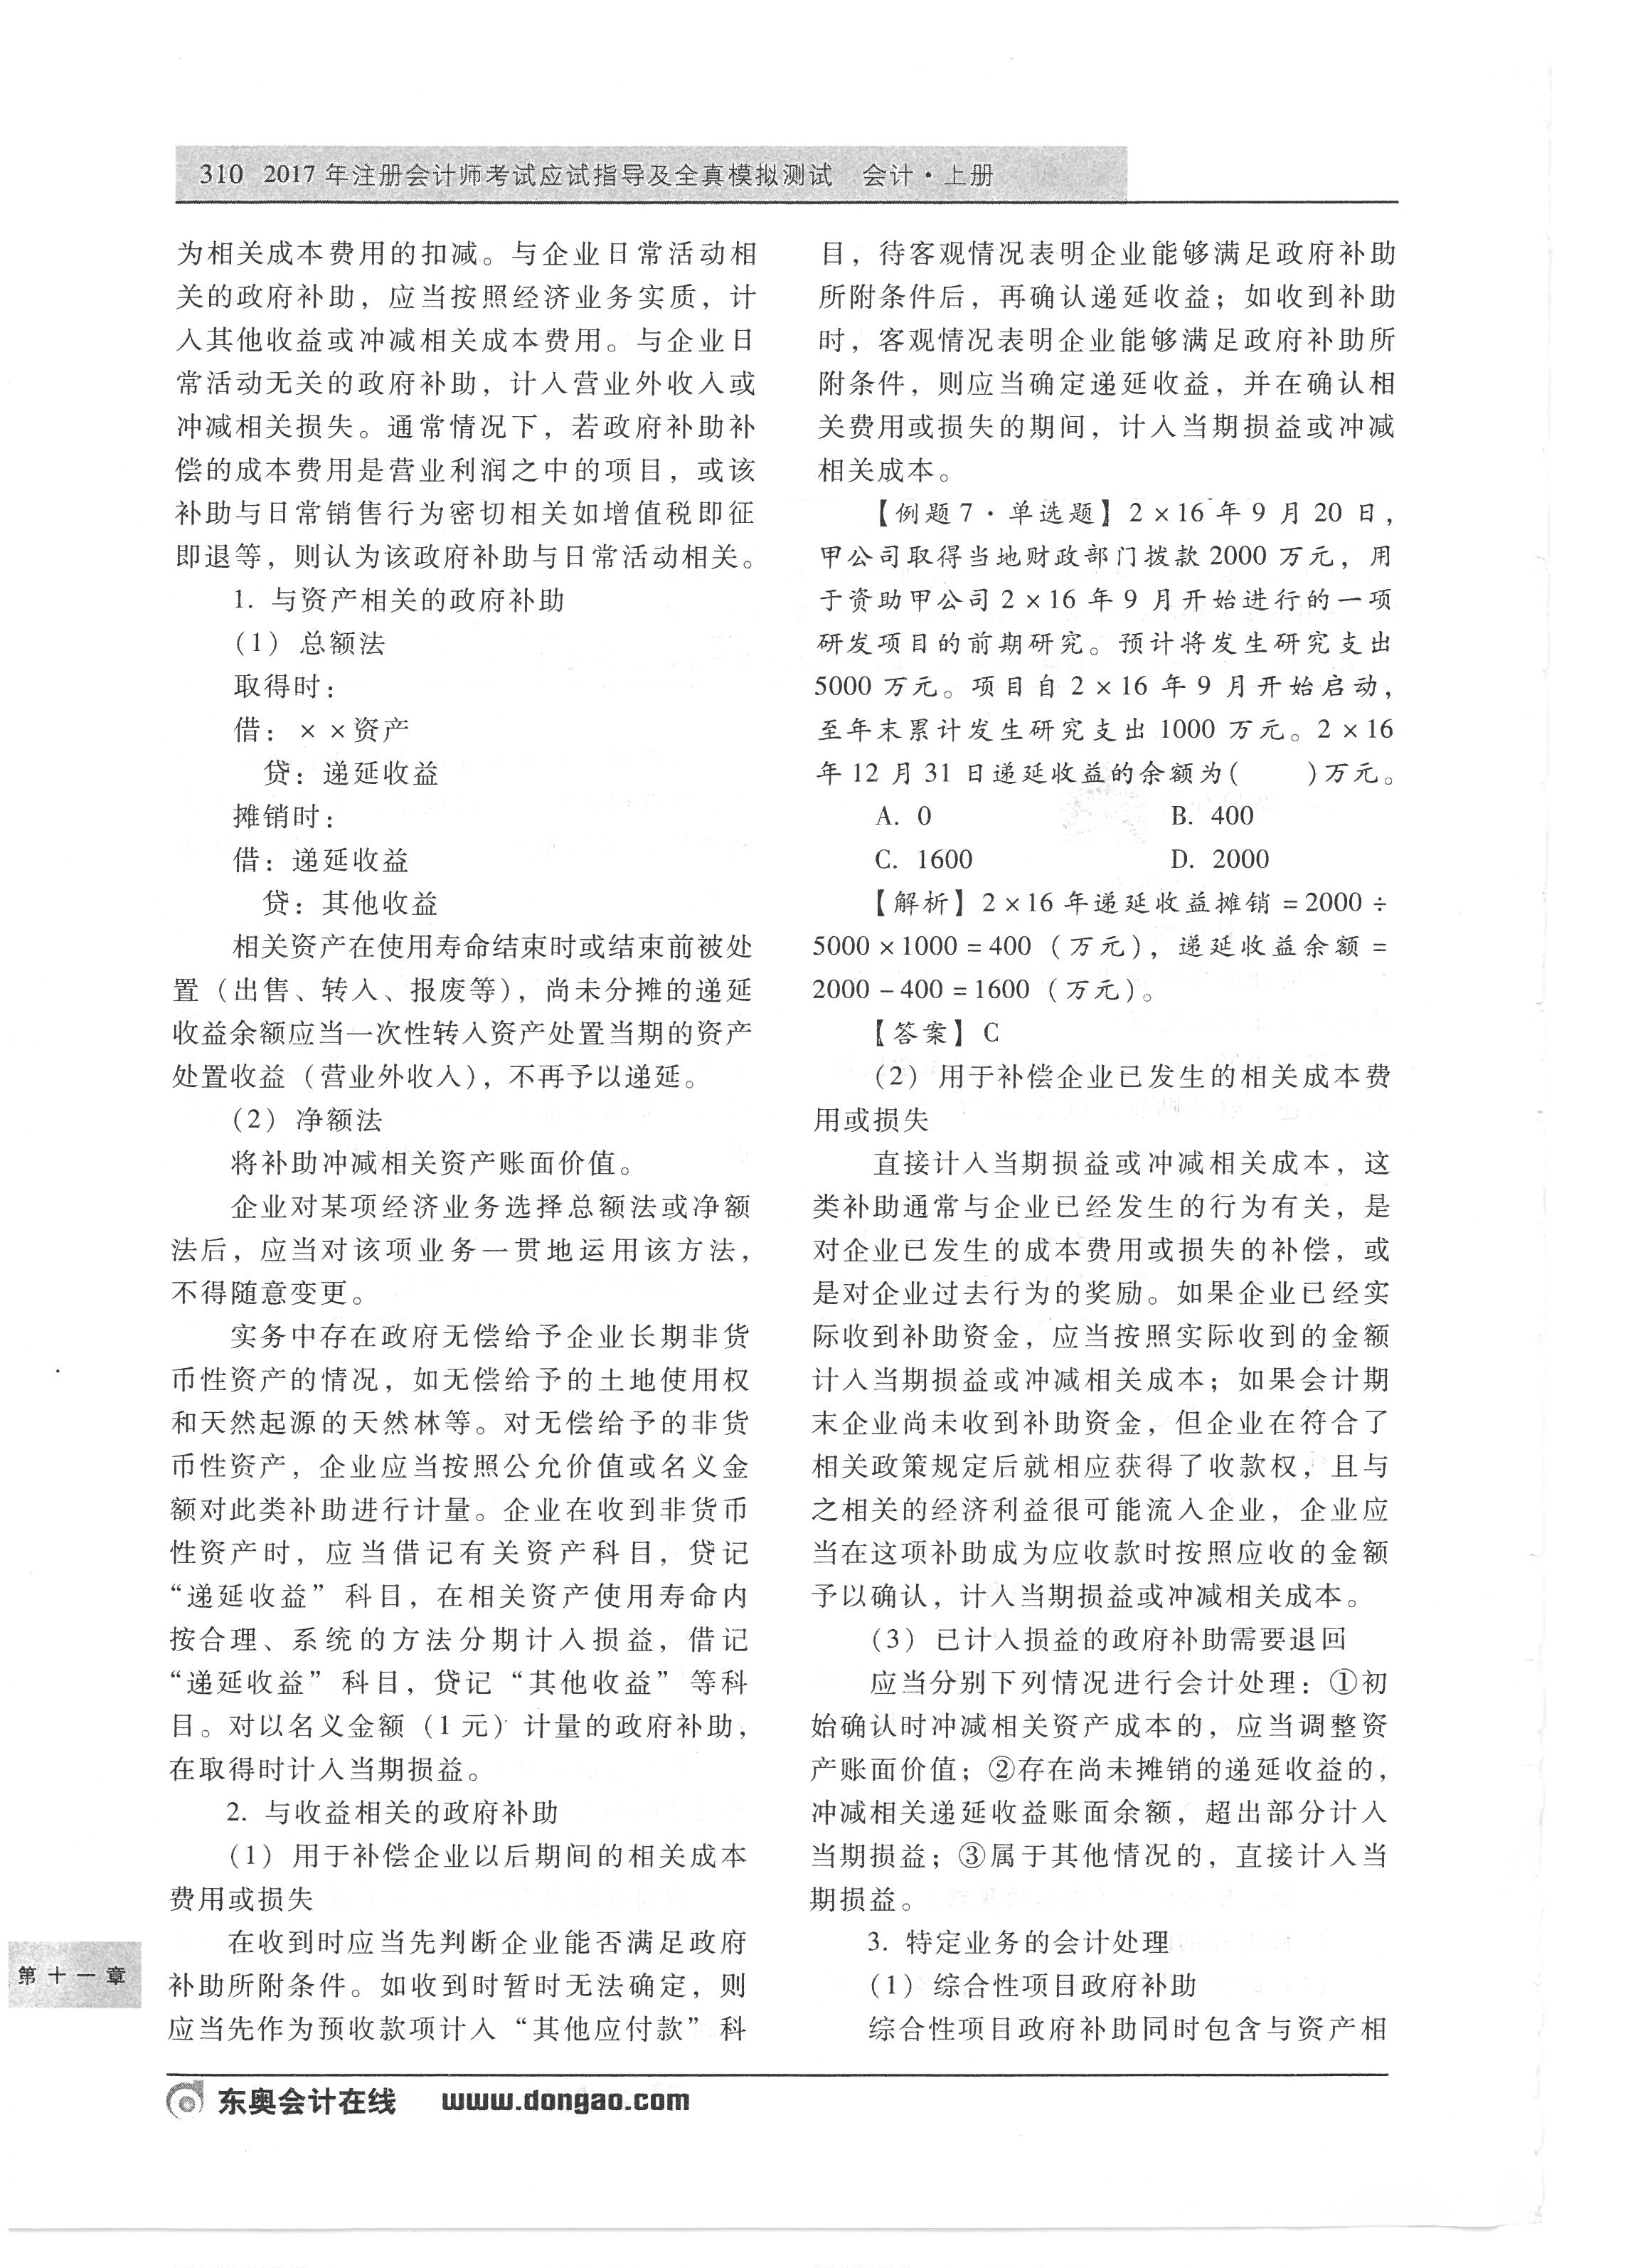 310 2017年注册会计师考试应试指导及全真模拟测试 会计·上册
为相关成本费用的扣减。与企业日常活动相
关的政府补助，应当按照经济业务实质，计
入其他收益或冲减相关成本费用。与企业日
常活动无关的政府补助，计入营业外收入或
冲减相关损失。通常情况下，若政府补助补
偿的成本费用是营业利润之中的项目，或该
补助与日常销售行为密切相关如增值税即征
即退等，则认为该政府补助与日常活动相关。
1. 与资产相关的政府补助
（1）总额法
取得时：
借：××资产
贷：递延收益
摊销时：
借：递延收益
贷：其他收益
相关资产在使用寿命结束时或结束前被处
置（出售、转入、报废等），尚未分摊的递延
收益余额应当一次性转入资产处置当期的资产
处置收益（营业外收入），不再予以递延。
（2）净额法
将补助冲减相关资产账面价值。
企业对某项经济业务选择总额法或净额
法后，应当对该项业务一贯地运用该方法，
不得随意变更。
实务中存在政府无偿给予企业长期非货
币性资产的情况，如无偿给予的土地使用权
和天然起源的天然林等。对无偿给予的非货
币性资产，企业应当按照公允价值或名义金
额对此类补助进行计量。企业在收到非货币
性资产时，应当借记有关资产科目，贷记
“递延收益”科目，在相关资产使用寿命内
按合理、系统的方法分期计入损益，借记
“递延收益”科目，贷记“其他收益”等科
目。对以名义金额（1元）计量的政府补助，
在取得时计入当期损益。
2. 与收益相关的政府补助
（1）用于补偿企业以后期间的相关成本
费用或损失
在收到时应当先判断企业能否满足政府
补助所附条件。如收到时暂时无法确定，则
应当先作为预收款项计入“其他应付款”科
目，待客观情况表明企业能够满足政府补助
所附条件后，再确认递延收益；如收到补助
时，客观情况表明企业能够满足政府补助所
附条件，则应当确定递延收益，并在确认相
关费用或损失的期间，计入当期损益或冲减
相关成本。
【例题7·单选题】2×16年9月20日，
甲公司取得当地财政部门拨款2000万元，用
于资助甲公司2×16年9月开始进行的一项
研发项目的前期研究。预计将发生研究支出
5000万元。项目自2×16年9月开始启动，
至年末累计发生研究支出1000万元。2×16
年12月31日递延收益的余额为( )万元。
A. 0 B. 400
C. 1600 D. 2000
【解析】2×16年递延收益摊销=2000÷
5000×1000=400（万元），递延收益余额=
2000-400=1600（万元）。
【答案】C
（2）用于补偿企业已发生的相关成本费
用或损失
直接计入当期损益或冲减相关成本，这
类补助通常与企业已经发生的行为有关，是
对企业已发生的成本费用或损失的补偿，或
是对企业过去行为的奖励。如果企业已经实
际收到补助资金，应当按照实际收到的金额
计入当期损益或冲减相关成本；如果会计期
末企业尚未收到补助资金，但企业在符合了
相关政策规定后就相应获得了收款权，且与
之相关的经济利益很可能流入企业，企业应
当在这项补助成为应收款时按照应收的金额
予以确认，计入当期损益或冲减相关成本。
（3）已计入损益的政府补助需要退回
应当分别下列情况进行会计处理：①初
始确认时冲减相关资产成本的，应当调整资
产账面价值；②存在尚未摊销的递延收益的，
冲减相关递延收益账面余额，超出部分计入
当期损益；③属于其他情况的，直接计入当
期损益。
3. 特定业务的会计处理
（1）综合性项目政府补助
综合性项目政府补助同时包含与资产相
第十一章
东奥会计在线 www.dongao.com